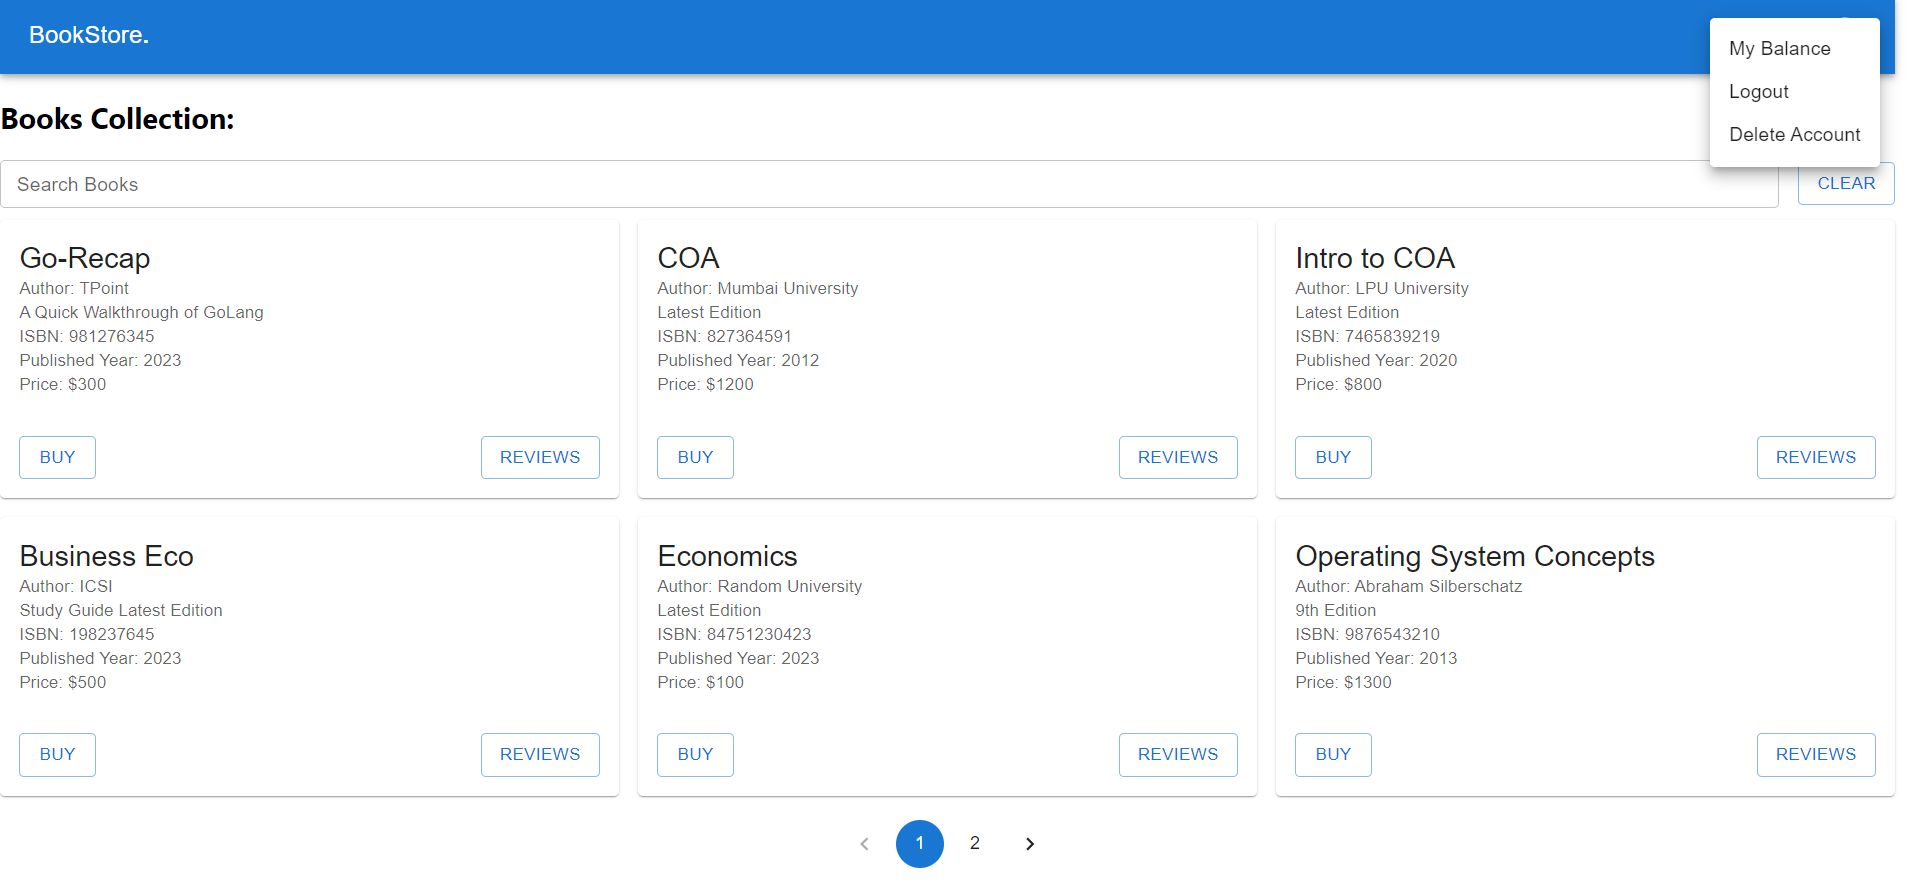 BookStore.
My Balance
Logout
Delete Account
Books Collection:
Search Books
CLEAR
Go-Recap
Author: TPoint
A Quick Walkthrough of GoLang
ISBN: 981276345
Published Year: 2023
Price: $300
BUY
REVIEWS
COA
Author: Mumbai University
Latest Edition
ISBN: 827364591
Published Year: 2012
Price: $1200
BUY
REVIEWS
Intro to COA
Author: LPU University
Latest Edition
ISBN: 7465839219
Published Year: 2020
Price: $800
BUY
REVIEWS
Business Eco
Author: ICSI
Study Guide Latest Edition
ISBN: 198237645
Published Year: 2023
Price: $500
BUY
REVIEWS
Economics
Author: Random University
Latest Edition
ISBN: 84751230423
Published Year: 2023
Price: $100
BUY
REVIEWS
Operating System Concepts
Author: Abraham Silberschatz
9th Edition
ISBN: 9876543210
Published Year: 2013
Price: $1300
BUY
REVIEWS
1 2